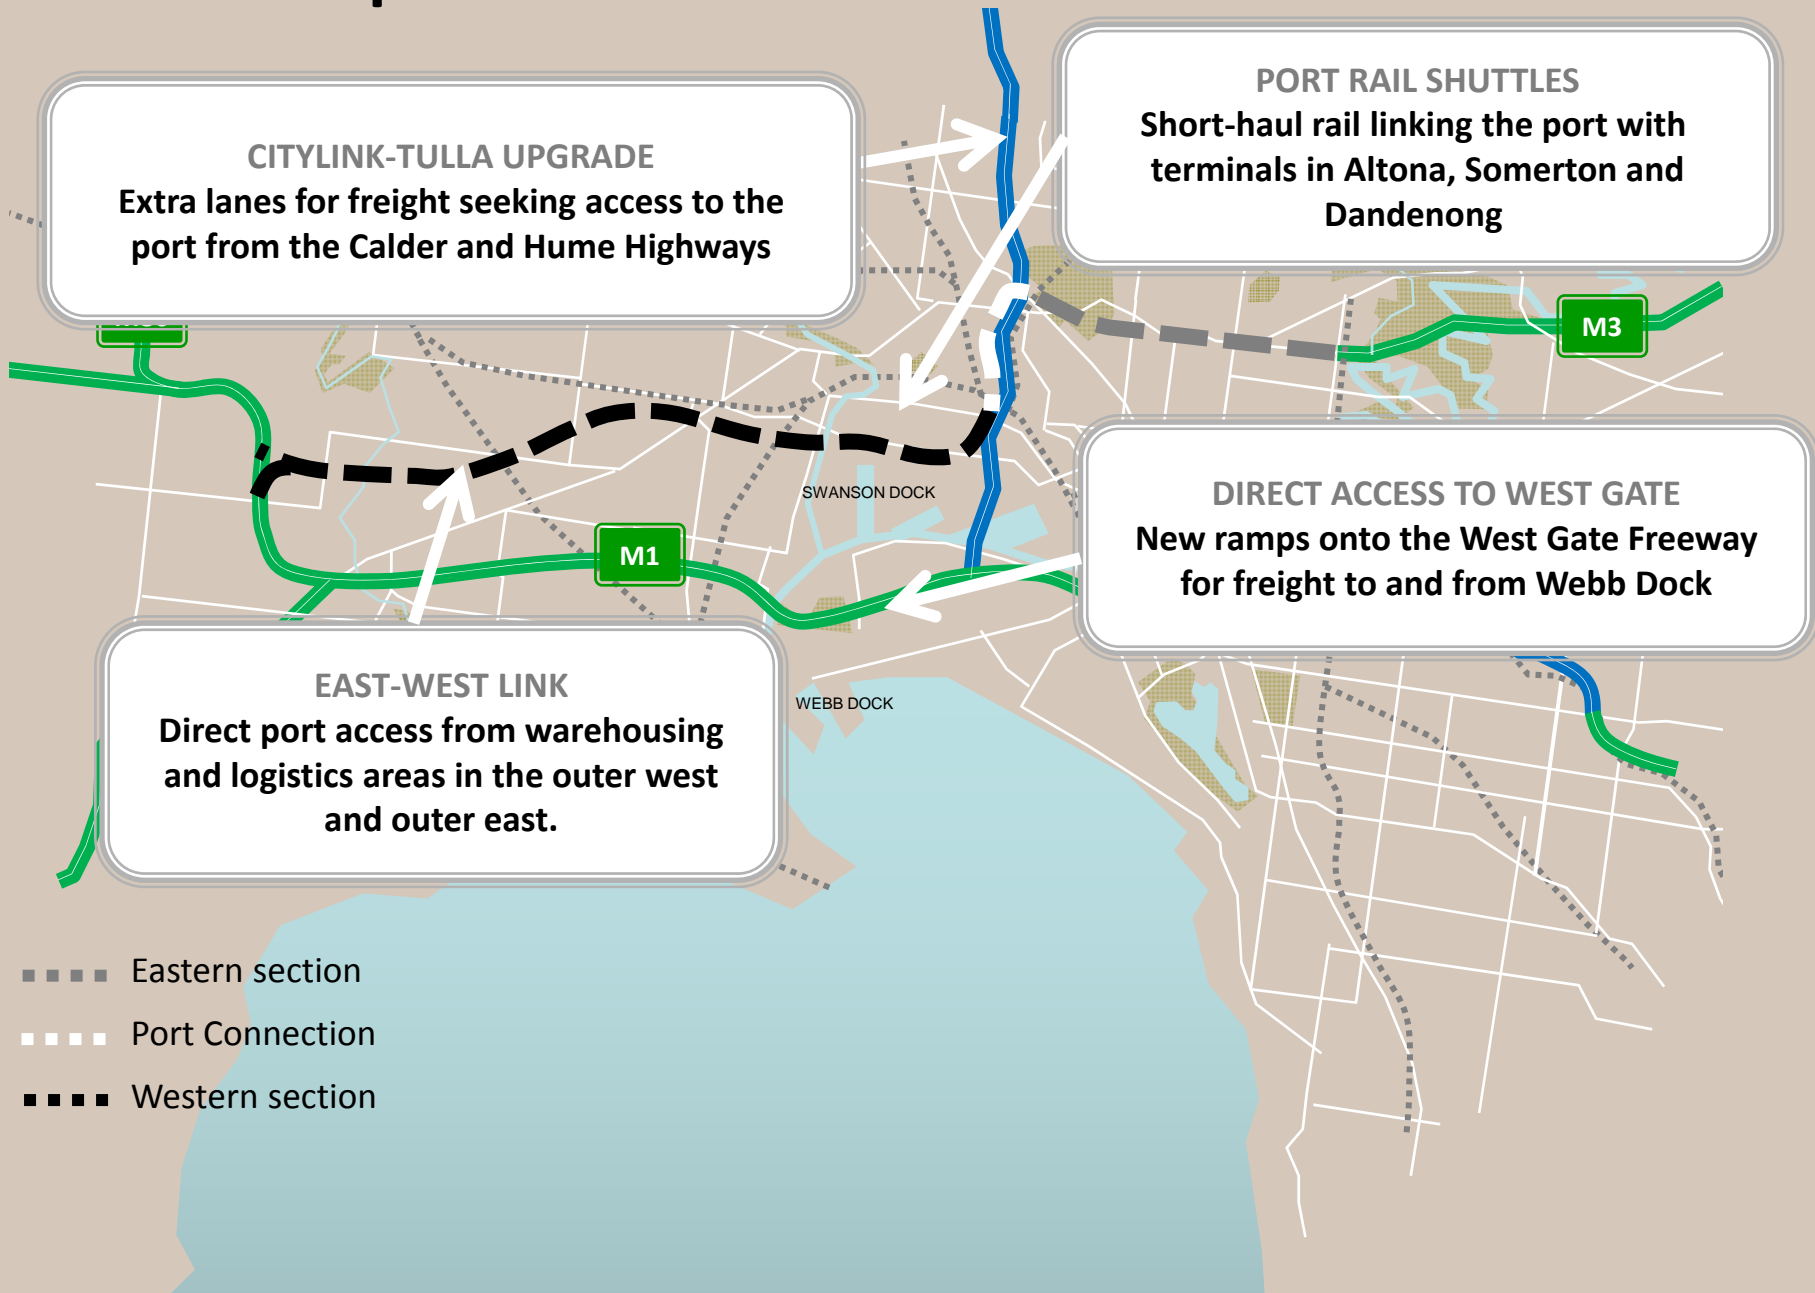 CITYLINK-TULLA UPGRADE
Extra lanes for freight seeking access to the
port from the Calder and Hume Highways
PORT RAIL SHUTTLES
Short-haul rail linking the port with
terminals in Altona, Somerton and
Dandenong
M3
SWANSON DOCK
DIRECT ACCESS TO WEST GATE
New ramps onto the West Gate Freeway
for freight to and from Webb Dock
M1
EAST-WEST LINK
Direct port access from warehousing
and logistics areas in the outer west
and outer east.
WEBB DOCK
Eastern section
Port Connection
Western section